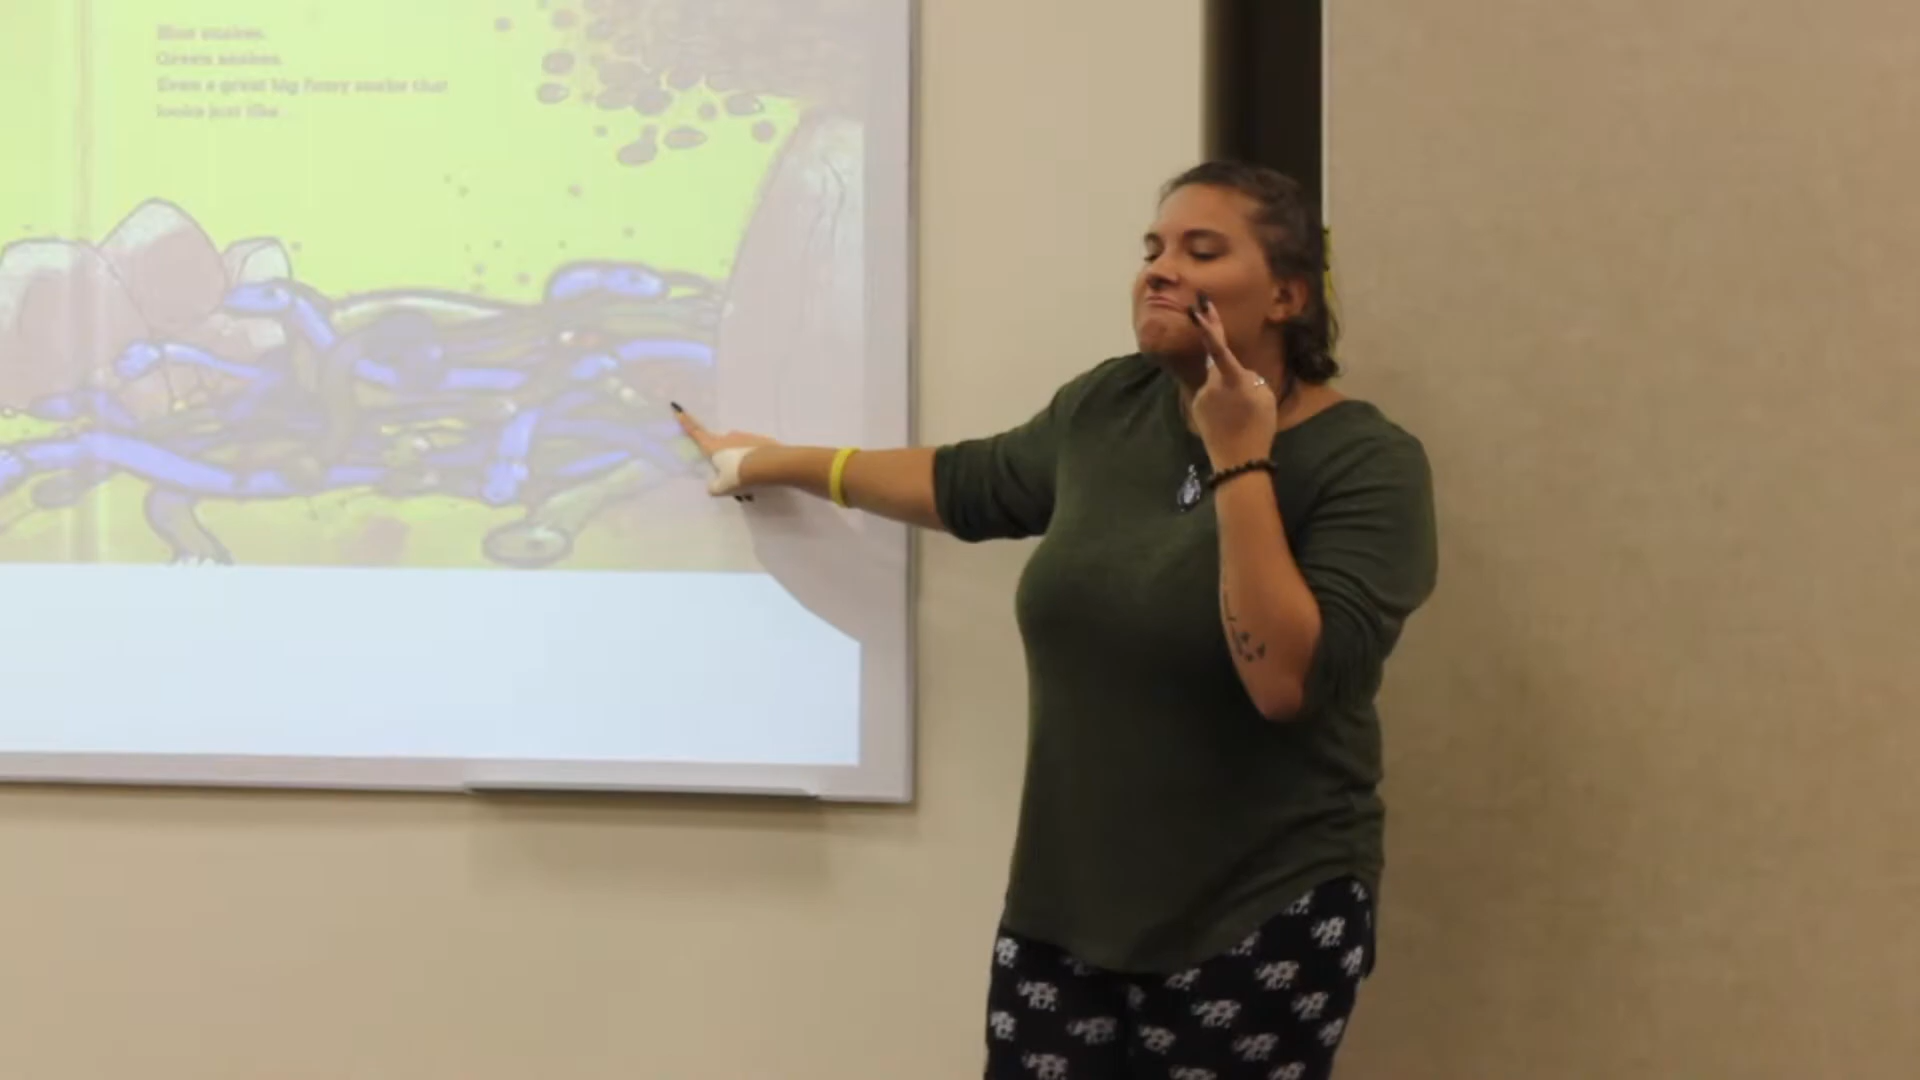 Blue snakes.
Green snakes.
Even a great big fuzzy snake that
looks just like